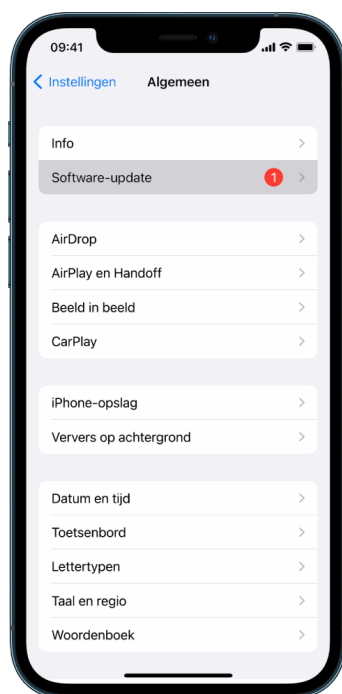 09:41
Instellingen Algemeen
Info
Software-update 1
AirDrop
AirPlay en Handoff
Beeld in beeld
CarPlay
iPhone-opslag
Ververs op achtergrond
Datum en tijd
Toetsenbord
Lettertypen
Taal en regio
Woordenboek